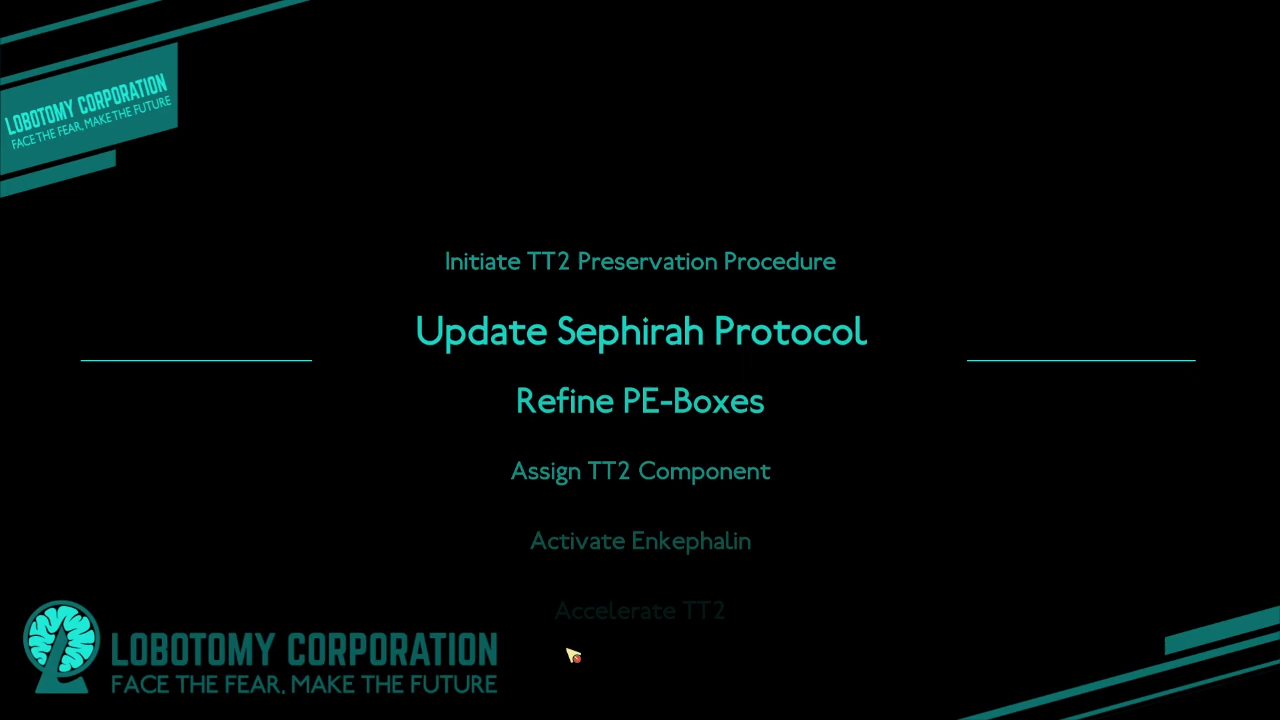 LOBOTOMY CORPORATION
FACE THE FEAR, MAKE THE FUTURE
Initiate TT2 Preservation Procedure
Update Sephirah Protocol
Refine PE-Boxes
Assign TT2 Component
Activate Enkephalin
Accelerate TT2
LOBOTOMY CORPORATION
FACE THE FEAR, MAKE THE FUTURE